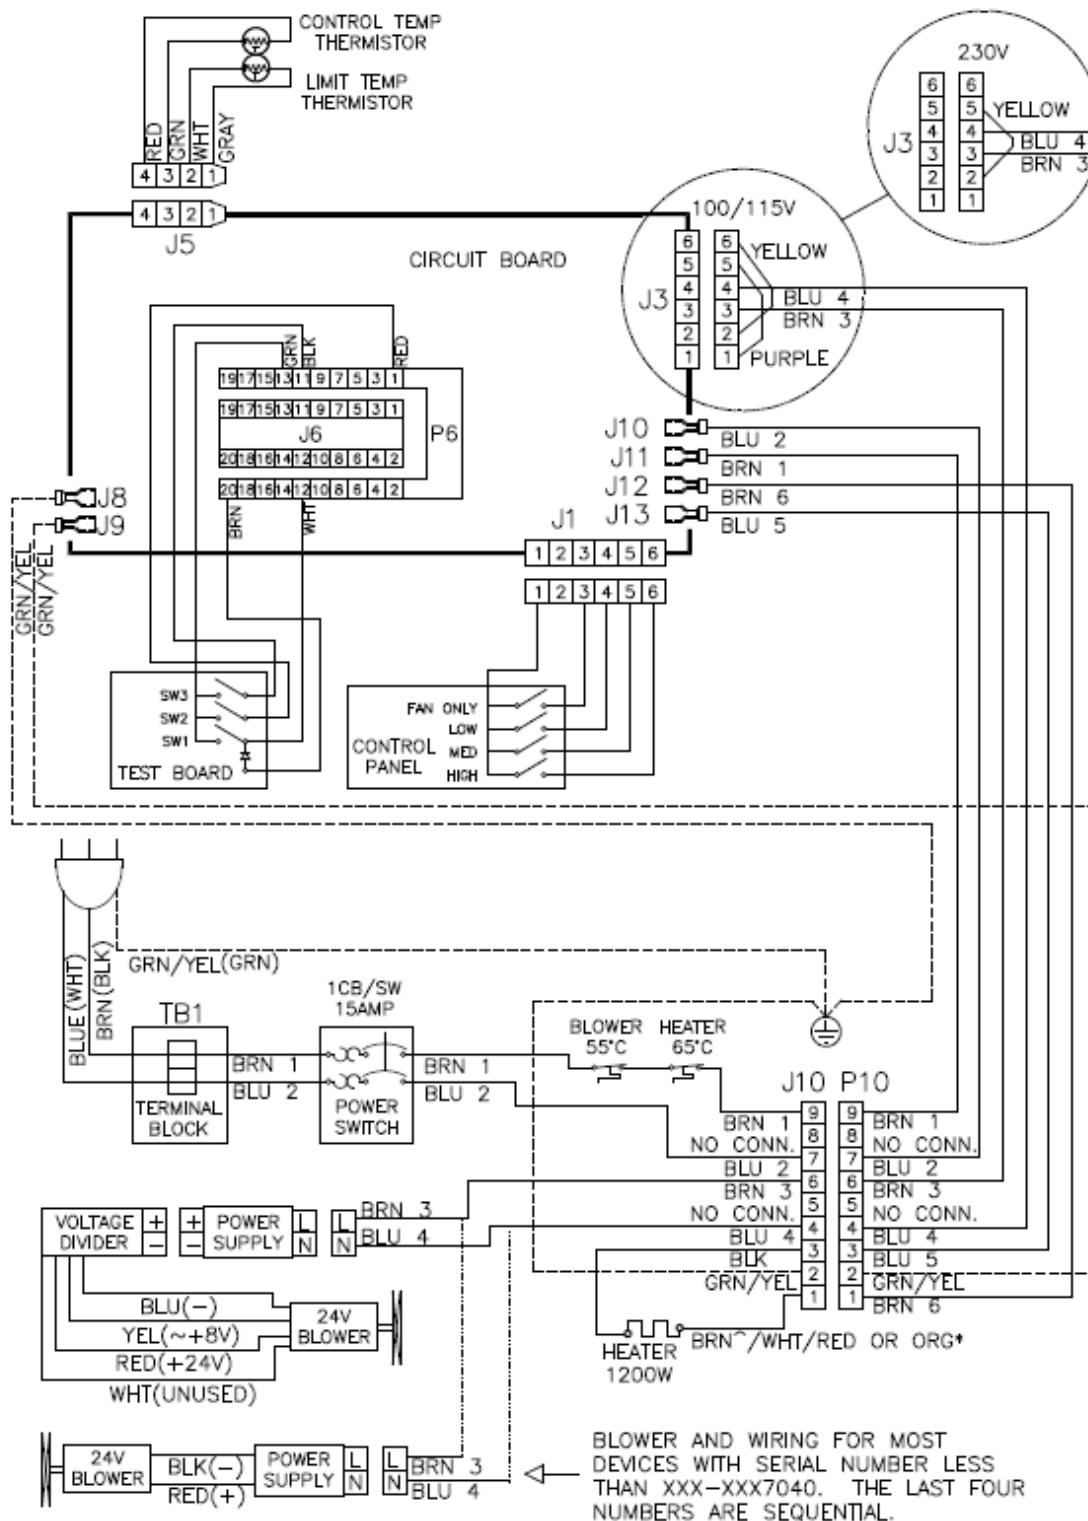 CONTROL TEMP
THERMISTOR
LIMIT TEMP
THERMISTOR
RED
GRN
WHT
GRAY
4 3 2 1
4 3 2 1
J5
230V
6 6
5 5 YELLOW
4 4 BLU 4
J3
3 3 BRN 3
2 2
1 1
100/115V
6 6 YELLOW
5 5
4 4 BLU 4
J3
3 3 BRN 3
2 2
1 1 PURPLE
CIRCUIT BOARD
GRN
BLK
RED
19 17 15 13 11 9 7 5 3 1
19 17 15 13 11 9 7 5 3 1
J6
P6
20 18 16 14 12 10 8 6 4 2
20 18 16 14 12 10 8 6 4 2
BRN
WHT
J10
BLU 2
J11
BRN 1
J12
BRN 6
J13
BLU 5
J8
J9
GRN/YEL
GRN/YEL
J1
1 2 3 4 5 6
1 2 3 4 5 6
SW3
SW2
SW1
TEST BOARD
FAN ONLY
LOW
MED
HIGH
CONTROL
PANEL
BLUE(WHT)
BRN(BLK)
GRN/YEL(GRN)
TB1
TERMINAL
BLOCK
BRN 1
BLU 2
1CB/SW
15AMP
POWER
SWITCH
BRN 1
BLU 2
BLOWER
55°C
HEATER
65°C
J10 P10
9 9
8 8
7 7
6 6
5 5
4 4
3 3
2 2
1 1
BRN 1
NO CONN.
BLU 2
BRN 3
NO CONN.
BLU 4
BLK
GRN/YEL
BRN 1
NO CONN.
BLU 2
BRN 3
NO CONN.
BLU 4
BLU 5
GRN/YEL
BRN 6
VOLTAGE
DIVIDER
+
-
+
-
POWER
SUPPLY
L
N
L
N
BRN 3
BLU 4
BLU(-)
YEL(~+8V)
RED(+24V)
WHT(UNUSED)
24V
BLOWER
HEATER
1200W
BRN^/WHT/RED OR ORG*
24V
BLOWER
BLK(-)
RED(+)
POWER
SUPPLY
L
N
L
N
BRN 3
BLU 4
BLOWER AND WIRING FOR MOST
DEVICES WITH SERIAL NUMBER LESS
THAN XXX-XXX7040. THE LAST FOUR
NUMBERS ARE SEQUENTIAL.